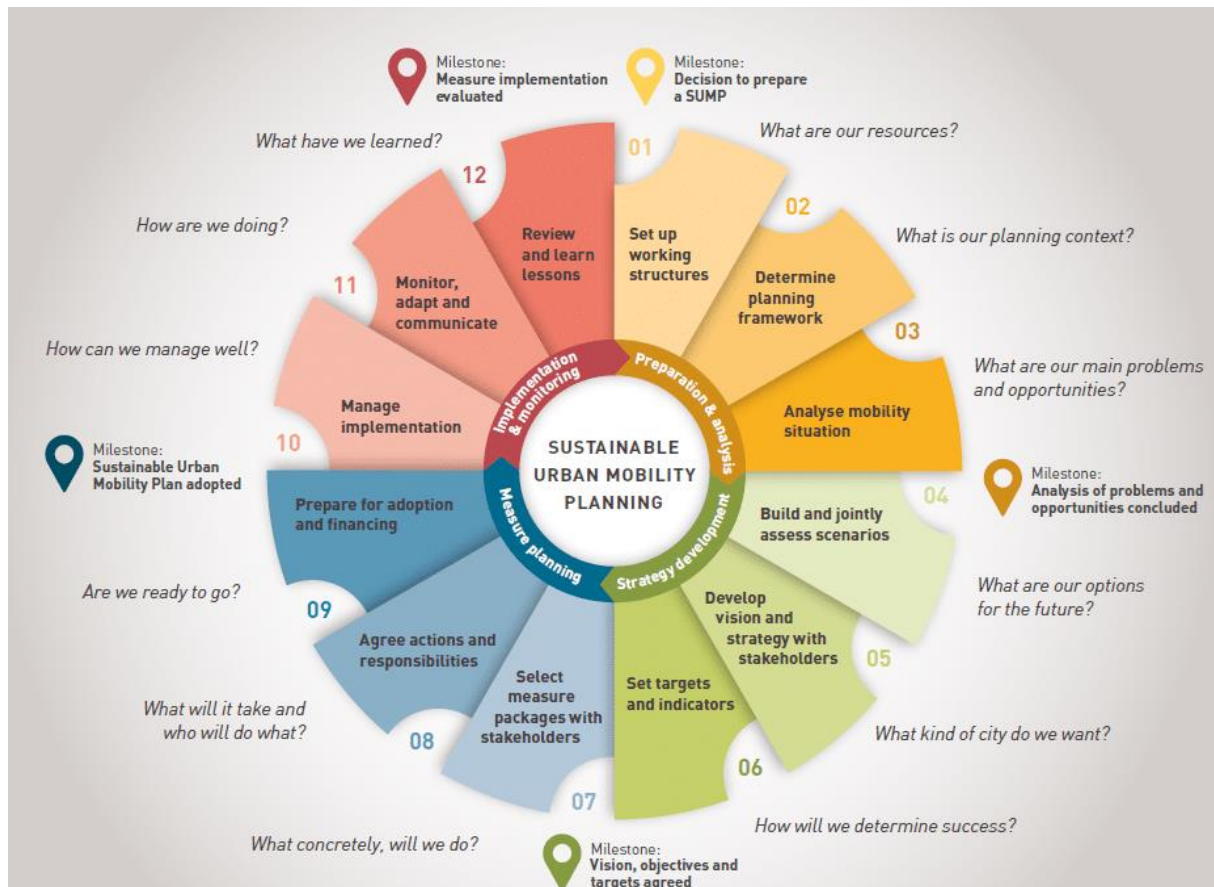 Milestone:
Measure implementation
evaluated
Milestone:
Decision to prepare
a SUMP
What are our resources?
01
Set up
working
structures
What is our planning context?
02
Determine
planning
framework
What are our main problems
and opportunities?
03
Analyse mobility
situation
Milestone:
Analysis of problems and
opportunities concluded
04
Build and jointly
assess scenarios
What are our options
for the future?
05
Develop
vision and
strategy with
stakeholders
What kind of city do we want?
06
Set targets
and indicators
How will we determine success?
Milestone:
Vision, objectives and
targets agreed
07
Select
measure
packages with
stakeholders
What concretely, will we do?
08
Agree actions and
responsibilities
What will it take and
who will do what?
09
Prepare for adoption
and financing
Are we ready to go?
Milestone:
Sustainable Urban
Mobility Plan adopted
10
Manage
implementation
How can we manage well?
11
Monitor,
adapt and
communicate
How are we doing?
12
Review
and learn
lessons
What have we learned?
Preparation & analysis
Strategy development
Measure planning
Implementation
& monitoring
SUSTAINABLE
URBAN MOBILITY
PLANNING